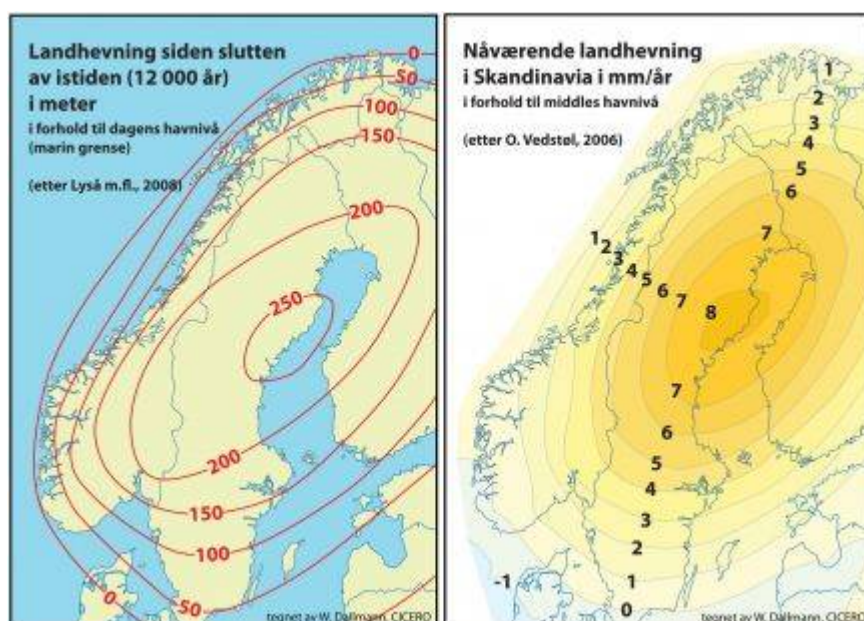 Landhevning siden slutten
av istiden (12 000 år)
i meter
i forhold til dagens havnivå
(marin grense)
(etter Lyså m.fl., 2008)
0
50
100
150
200
250
200
150
100
50
0
tegnet av W. Dallmann, CICERO
Nåværende landhevning
i Skandinavia i mm/år
i forhold til middles havnivå
(etter O. Vedstøl, 2006)
1
2
3
4
5
6
7
1
2
3
4
5
6
7
8
7
6
5
4
3
2
1
0
-1
tegnet av W. Dallmann, CICERO